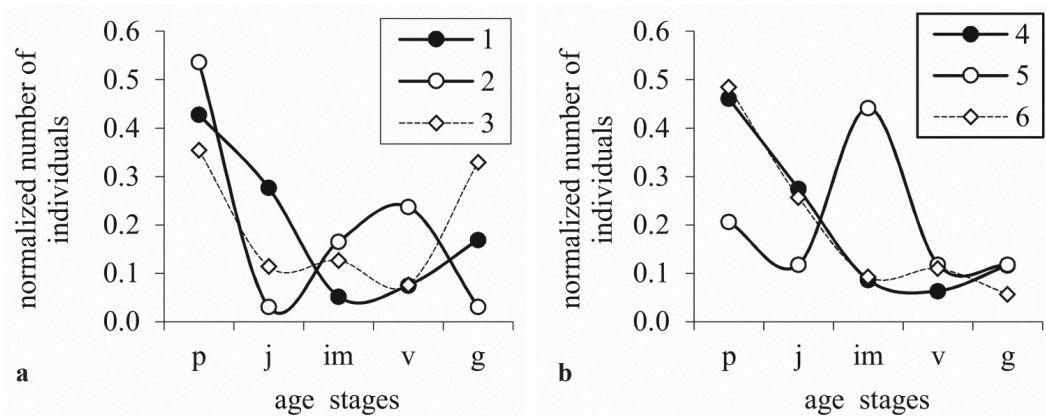 normalized number of
individuals
0.6
0.5
0.4
0.3
0.2
0.1
0.0
1
2
3
p j im v g
a
age stages
normalized number of
individuals
0.6
0.5
0.4
0.3
0.2
0.1
0.0
4
5
6
p j im v g
b
age stages